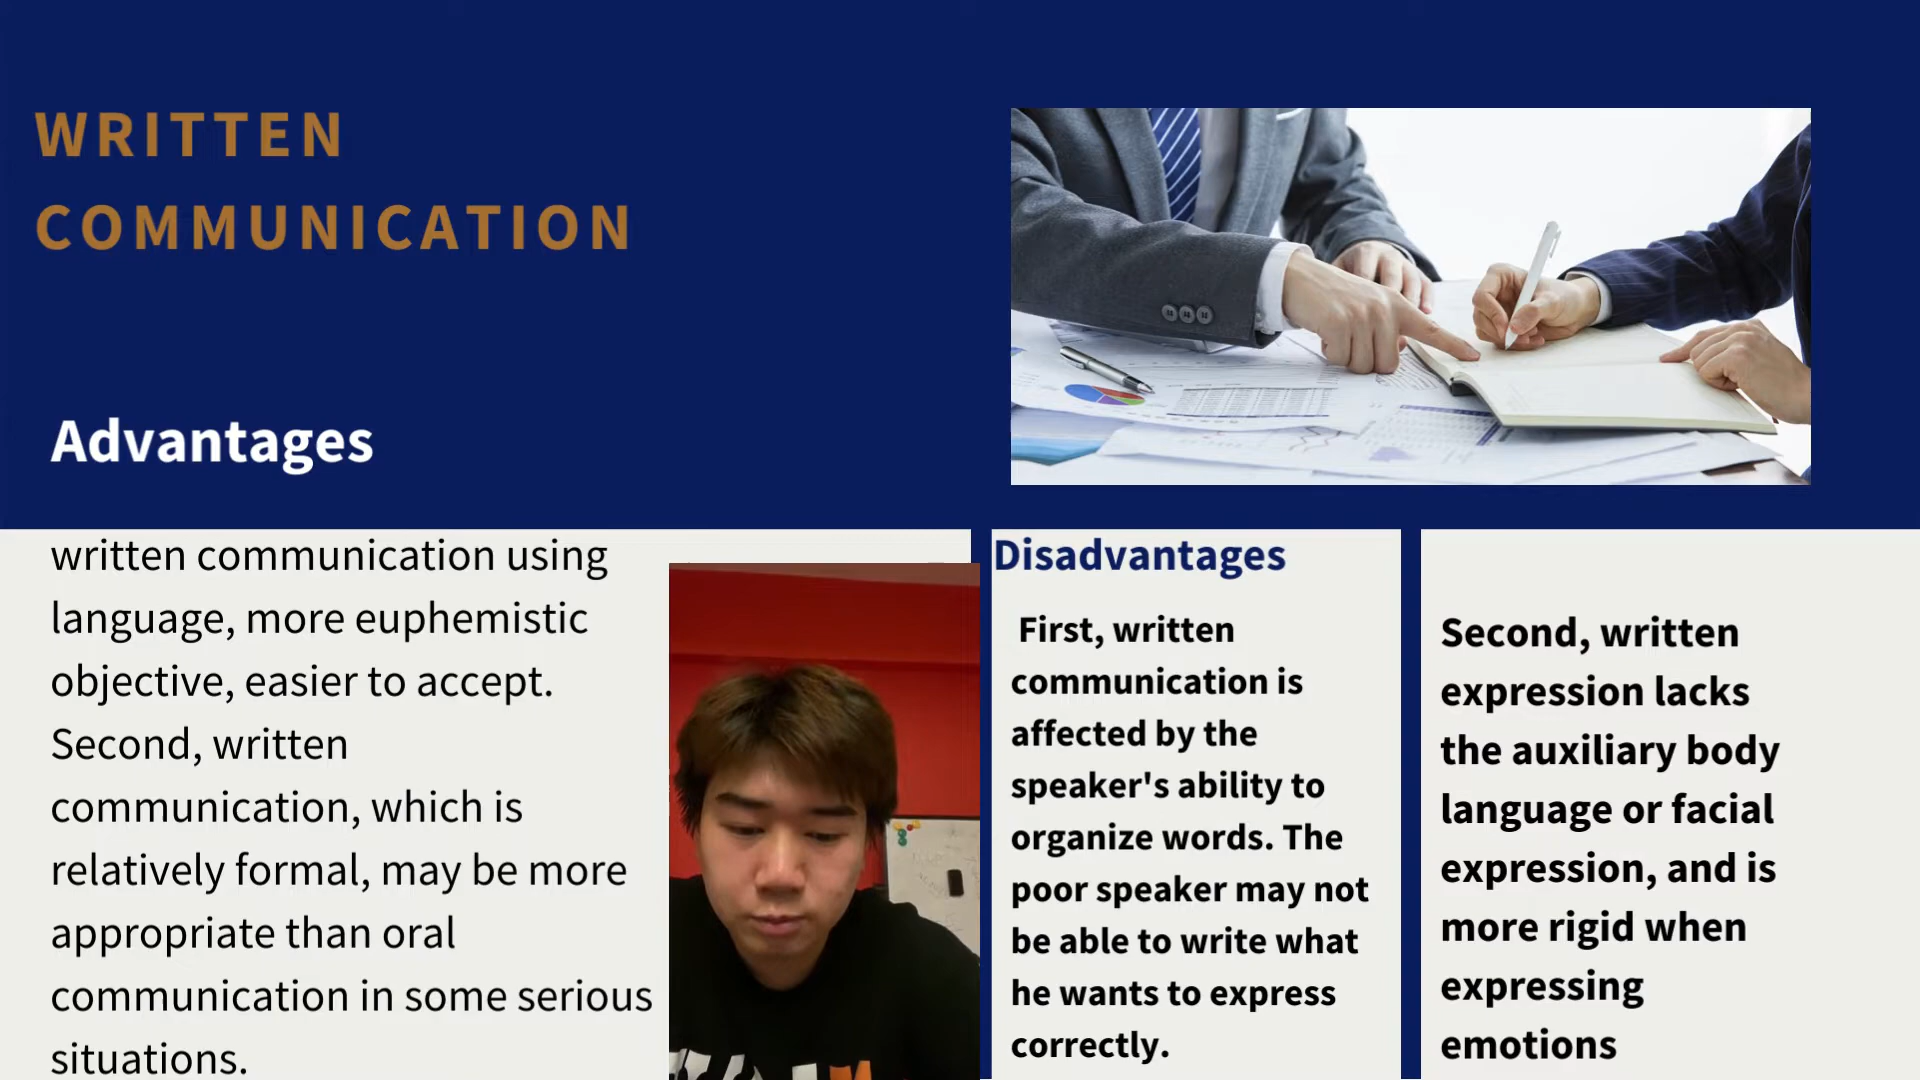 WRITTEN
COMMUNICATION
Advantages
written communication using
language, more euphemistic
objective, easier to accept.
Second, written
communication, which is
relatively formal, may be more
appropriate than oral
communication in some serious
situations.
Disadvantages
First, written
communication is
affected by the
speaker's ability to
organize words. The
poor speaker may not
be able to write what
he wants to express
correctly.
Second, written
expression lacks
the auxiliary body
language or facial
expression, and is
more rigid when
expressing
emotions